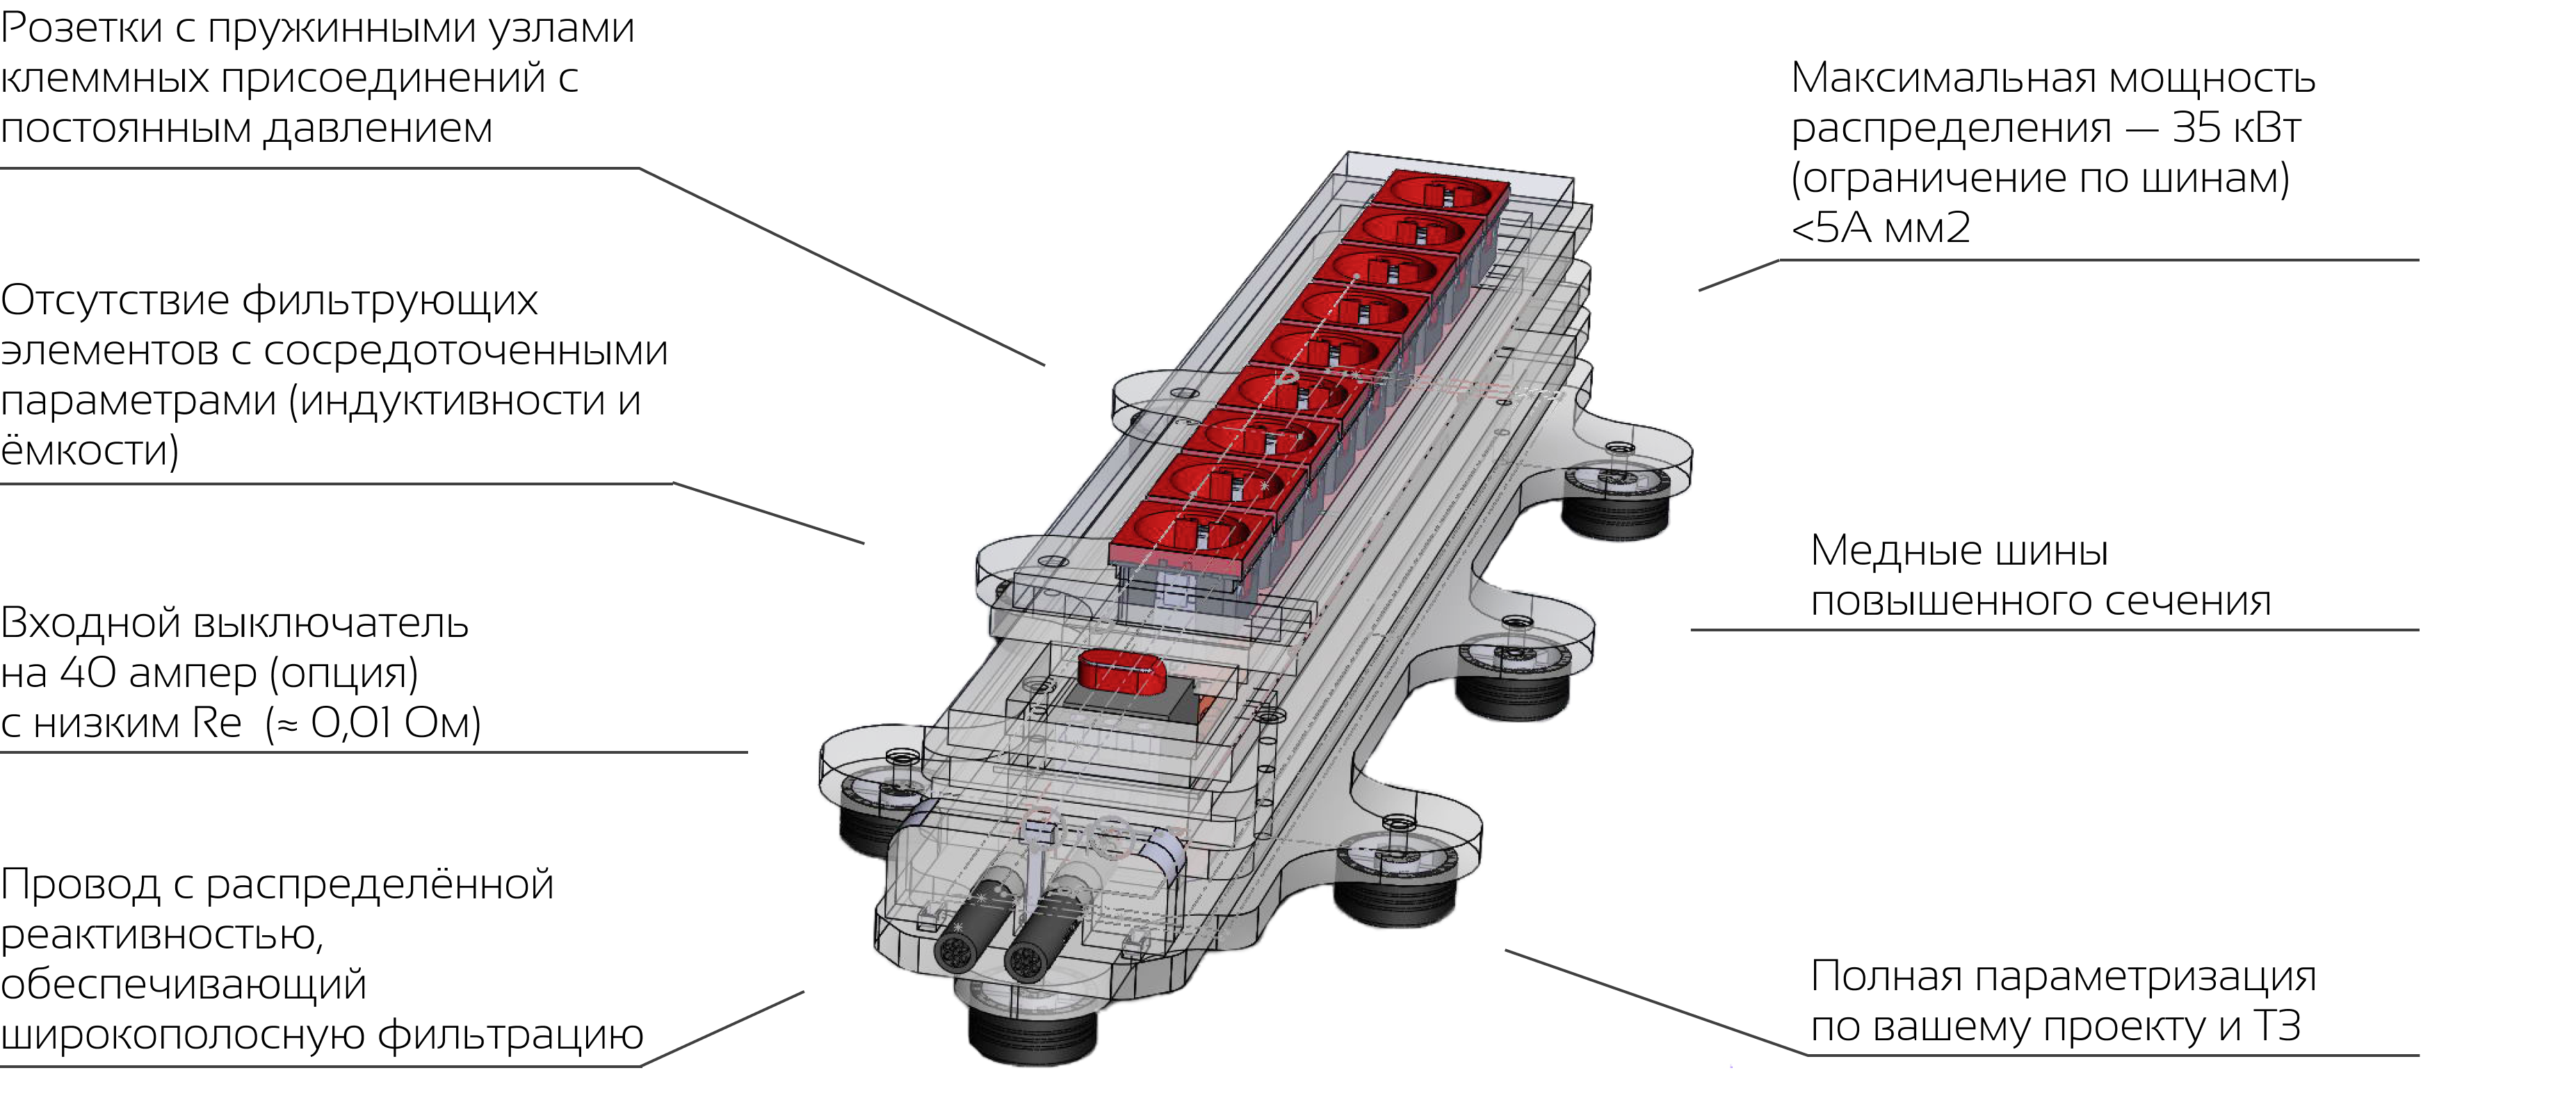 Розетки с пружинными узлами
клеммных присоединений с
постоянным давлением
Отсутствие фильтрующих
элементов с сосредоточенными
параметрами (индуктивности и
ёмкости)
Входной выключатель
на 40 ампер (опция)
с низким Re (≈ 0,01 Ом)
Провод с распределённой
реактивностью,
обеспечивающий
широкополосную фильтрацию
Максимальная мощность
распределения — 35 кВт
(ограничение по шинам)
<5А мм2
Медные шины
повышенного сечения
Полная параметризация
по вашему проекту и ТЗ